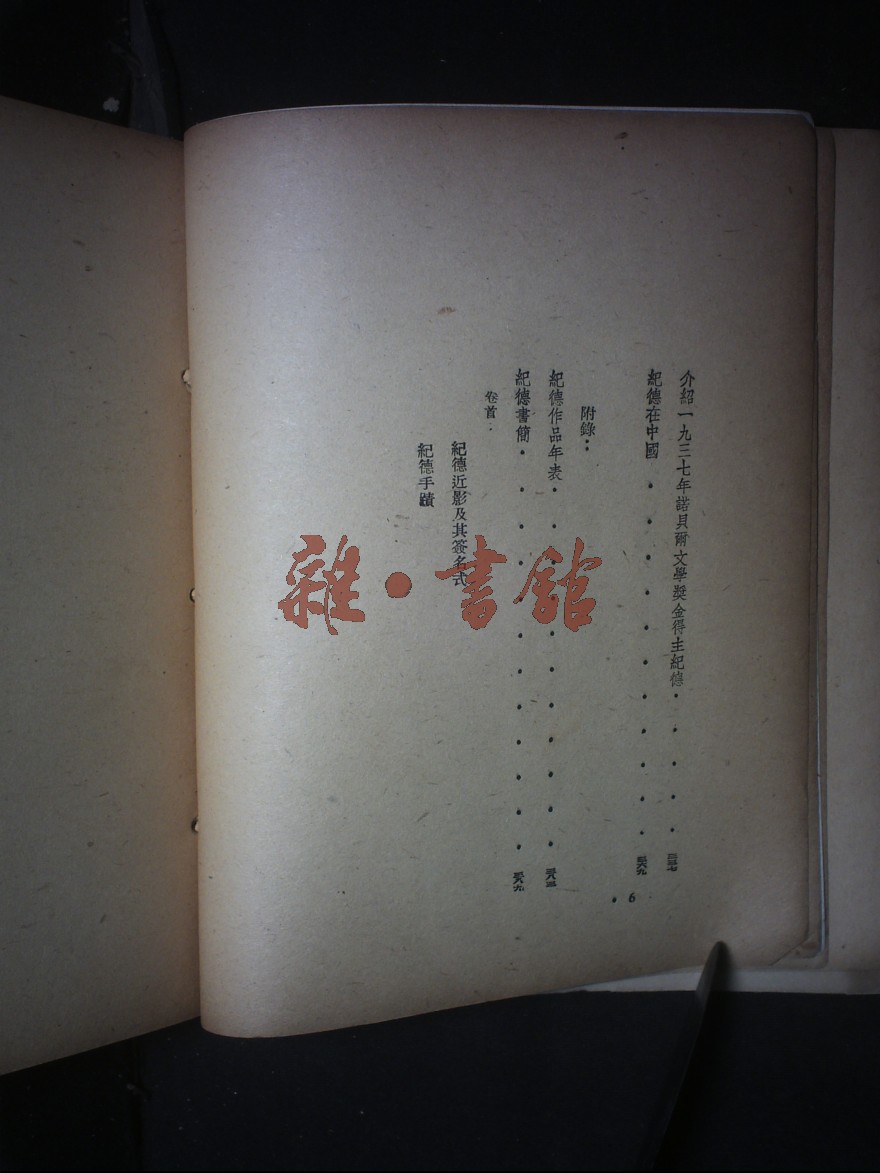 介紹一九三七年諾貝爾文學獎金得主紀德・・・・・
紀德在中國・・・・・・・・・・・
附錄：
紀德作品年表・・・・・・・・・・・
紀德書簡・・・・・・・・・・・・
卷首：
紀德近影及其簽名式
紀德手蹟
・6
雜・書館